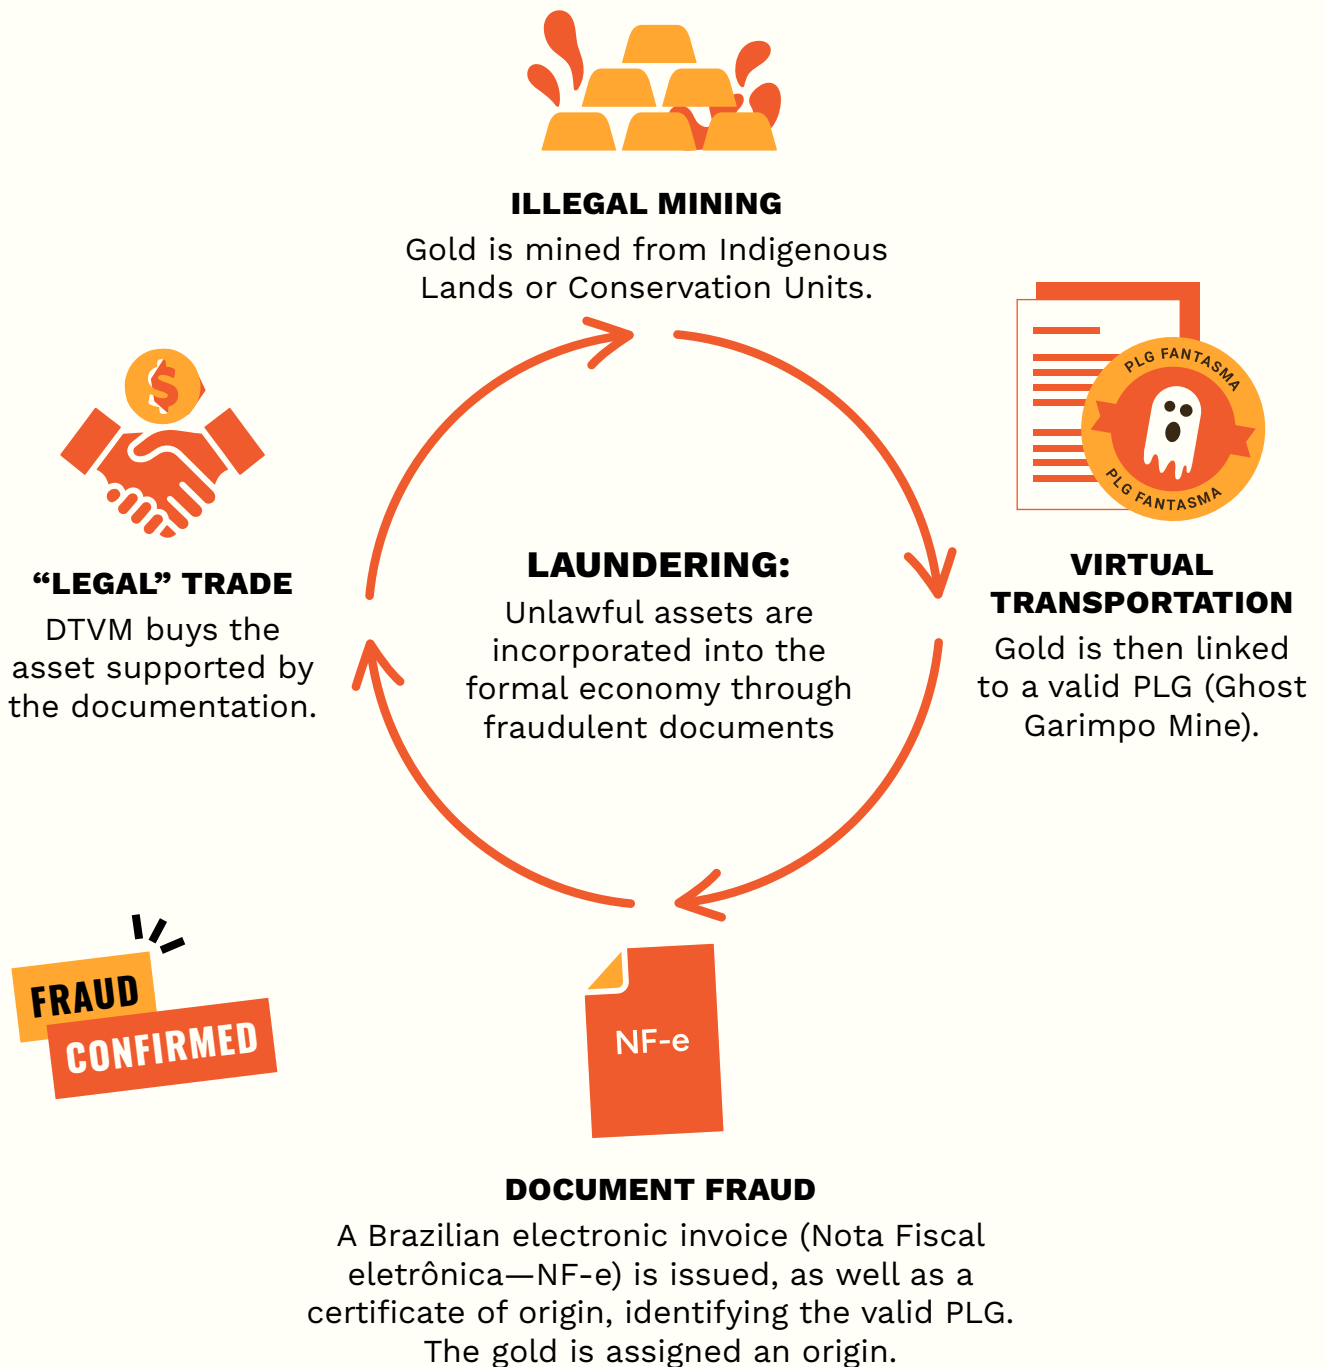 ILLEGAL MINING
Gold is mined from Indigenous
Lands or Conservation Units.
PLG FANTASMA
PLG FANTASMA
VIRTUAL
TRANSPORTATION
Gold is then linked
to a valid PLG (Ghost
Garimpo Mine).
$
“LEGAL” TRADE
DTVM buys the
asset supported by
the documentation.
LAUNDERING:
Unlawful assets are
incorporated into the
formal economy through
fraudulent documents
FRAUD
CONFIRMED
NF-e
DOCUMENT FRAUD
A Brazilian electronic invoice (Nota Fiscal
eletrônica—NF-e) is issued, as well as a
certificate of origin, identifying the valid PLG.
The gold is assigned an origin.